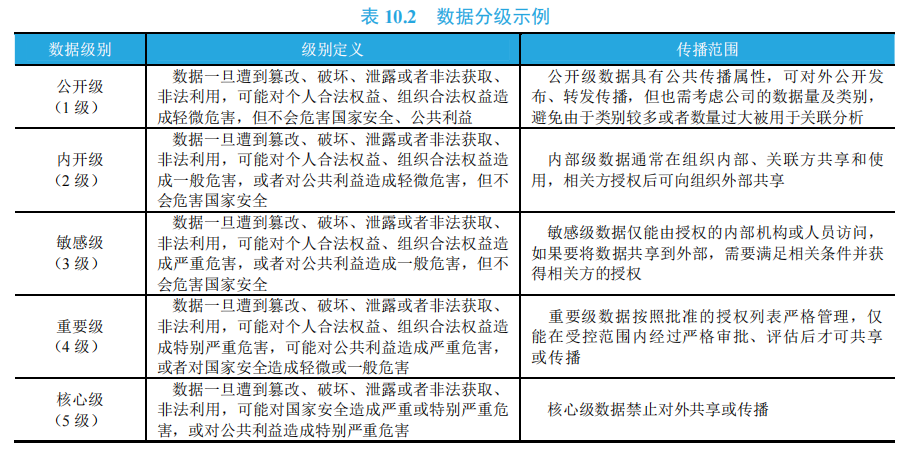 表 10.2 数据分级示例
数据级别 级别定义 传播范围
公开级
（1 级）
数据一旦遭到篡改、破坏、泄露或者非法获取、
非法利用，可能对个人合法权益、组织合法权益造
成轻微危害，但不会危害国家安全、公共利益
公开级数据具有公共传播属性，可对外公开发
布、转发传播，但也需考虑公司的数据量及类别，
避免由于类别较多或者数量过大被用于关联分析
内开级
（2 级）
数据一旦遭到篡改、破坏、泄露或者非法获取、
非法利用，可能对个人合法权益、组织合法权益造
成一般危害，或者对公共利益造成轻微危害，但不
会危害国家安全
内部级数据通常在组织内部、关联方共享和使
用，相关方授权后可向组织外部共享
敏感级
（3 级）
数据一旦遭到篡改、破坏、泄露或者非法获取、
非法利用，可能对个人合法权益、组织合法权益造
成严重危害，或者对公共利益造成一般危害，但不
会危害国家安全
敏感级数据仅能由授权的内部机构或人员访问，
如果要将数据共享到外部，需要满足相关条件并获
得相关方的授权
重要级
（4 级）
数据一旦遭到篡改、破坏、泄露或者非法获取、
非法利用，可能对个人合法权益、组织合法权益造
成特别严重危害，可能对公共利益造成严重危害，
或者对国家安全造成轻微或一般危害
重要级数据按照批准的授权列表严格管理，仅
能在受控范围内经过严格审批、评估后才可共享
或传播
核心级
（5 级）
数据一旦遭到篡改、破坏、泄露或者非法获取、
非法利用，可能对国家安全造成严重或特别严重危
害，或对公共利益造成特别严重危害
核心级数据禁止对外共享或传播